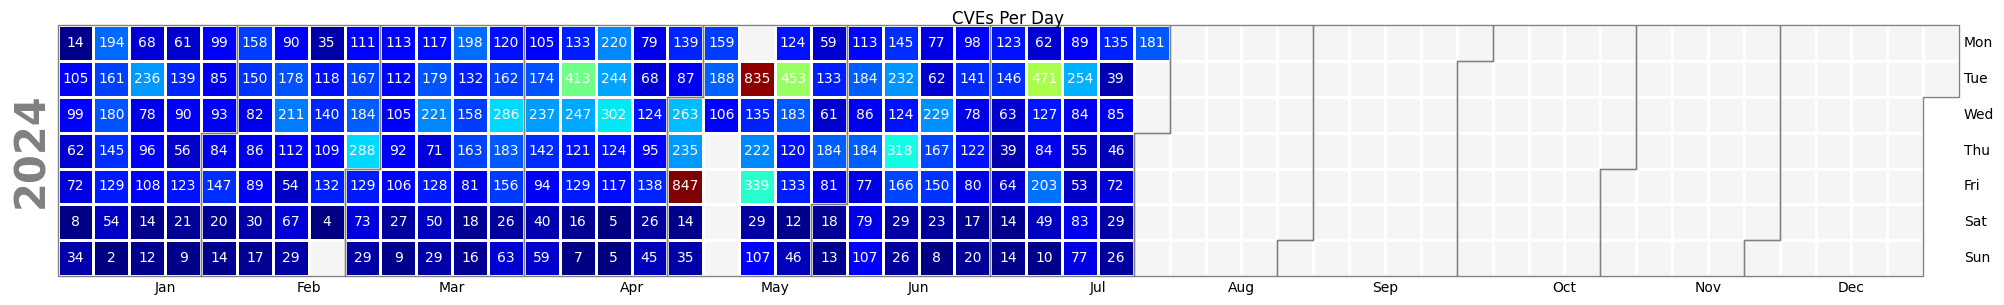 CVEs Per Day
2024
14 194 68 61 99 158 90 35 111 113 117 198 120 105 133 220 79 139 159 124 59 113 145 77 98 123 62 89 135 181 Mon
105 161 236 139 85 150 178 118 167 112 179 132 162 174 413 244 68 87 188 835 453 133 184 232 62 141 146 471 254 39 Tue
99 180 78 90 93 82 211 140 184 105 221 158 286 237 247 302 124 263 106 135 183 61 86 124 229 78 63 127 84 85 Wed
62 145 96 56 84 86 112 109 288 92 71 163 183 142 121 124 95 235 222 120 184 184 318 167 122 39 84 55 46 Thu
72 129 108 123 147 89 54 132 129 106 128 81 156 94 129 117 138 847 339 133 81 77 166 150 80 64 203 53 72 Fri
8 54 14 21 20 30 67 4 73 27 50 18 26 40 16 5 26 14 29 12 18 79 29 23 17 14 49 83 29 Sat
34 2 12 9 14 17 29 29 9 29 16 63 59 7 5 45 35 107 46 13 107 26 8 20 14 10 77 26 Sun
Jan Feb Mar Apr May Jun Jul Aug Sep Oct Nov Dec